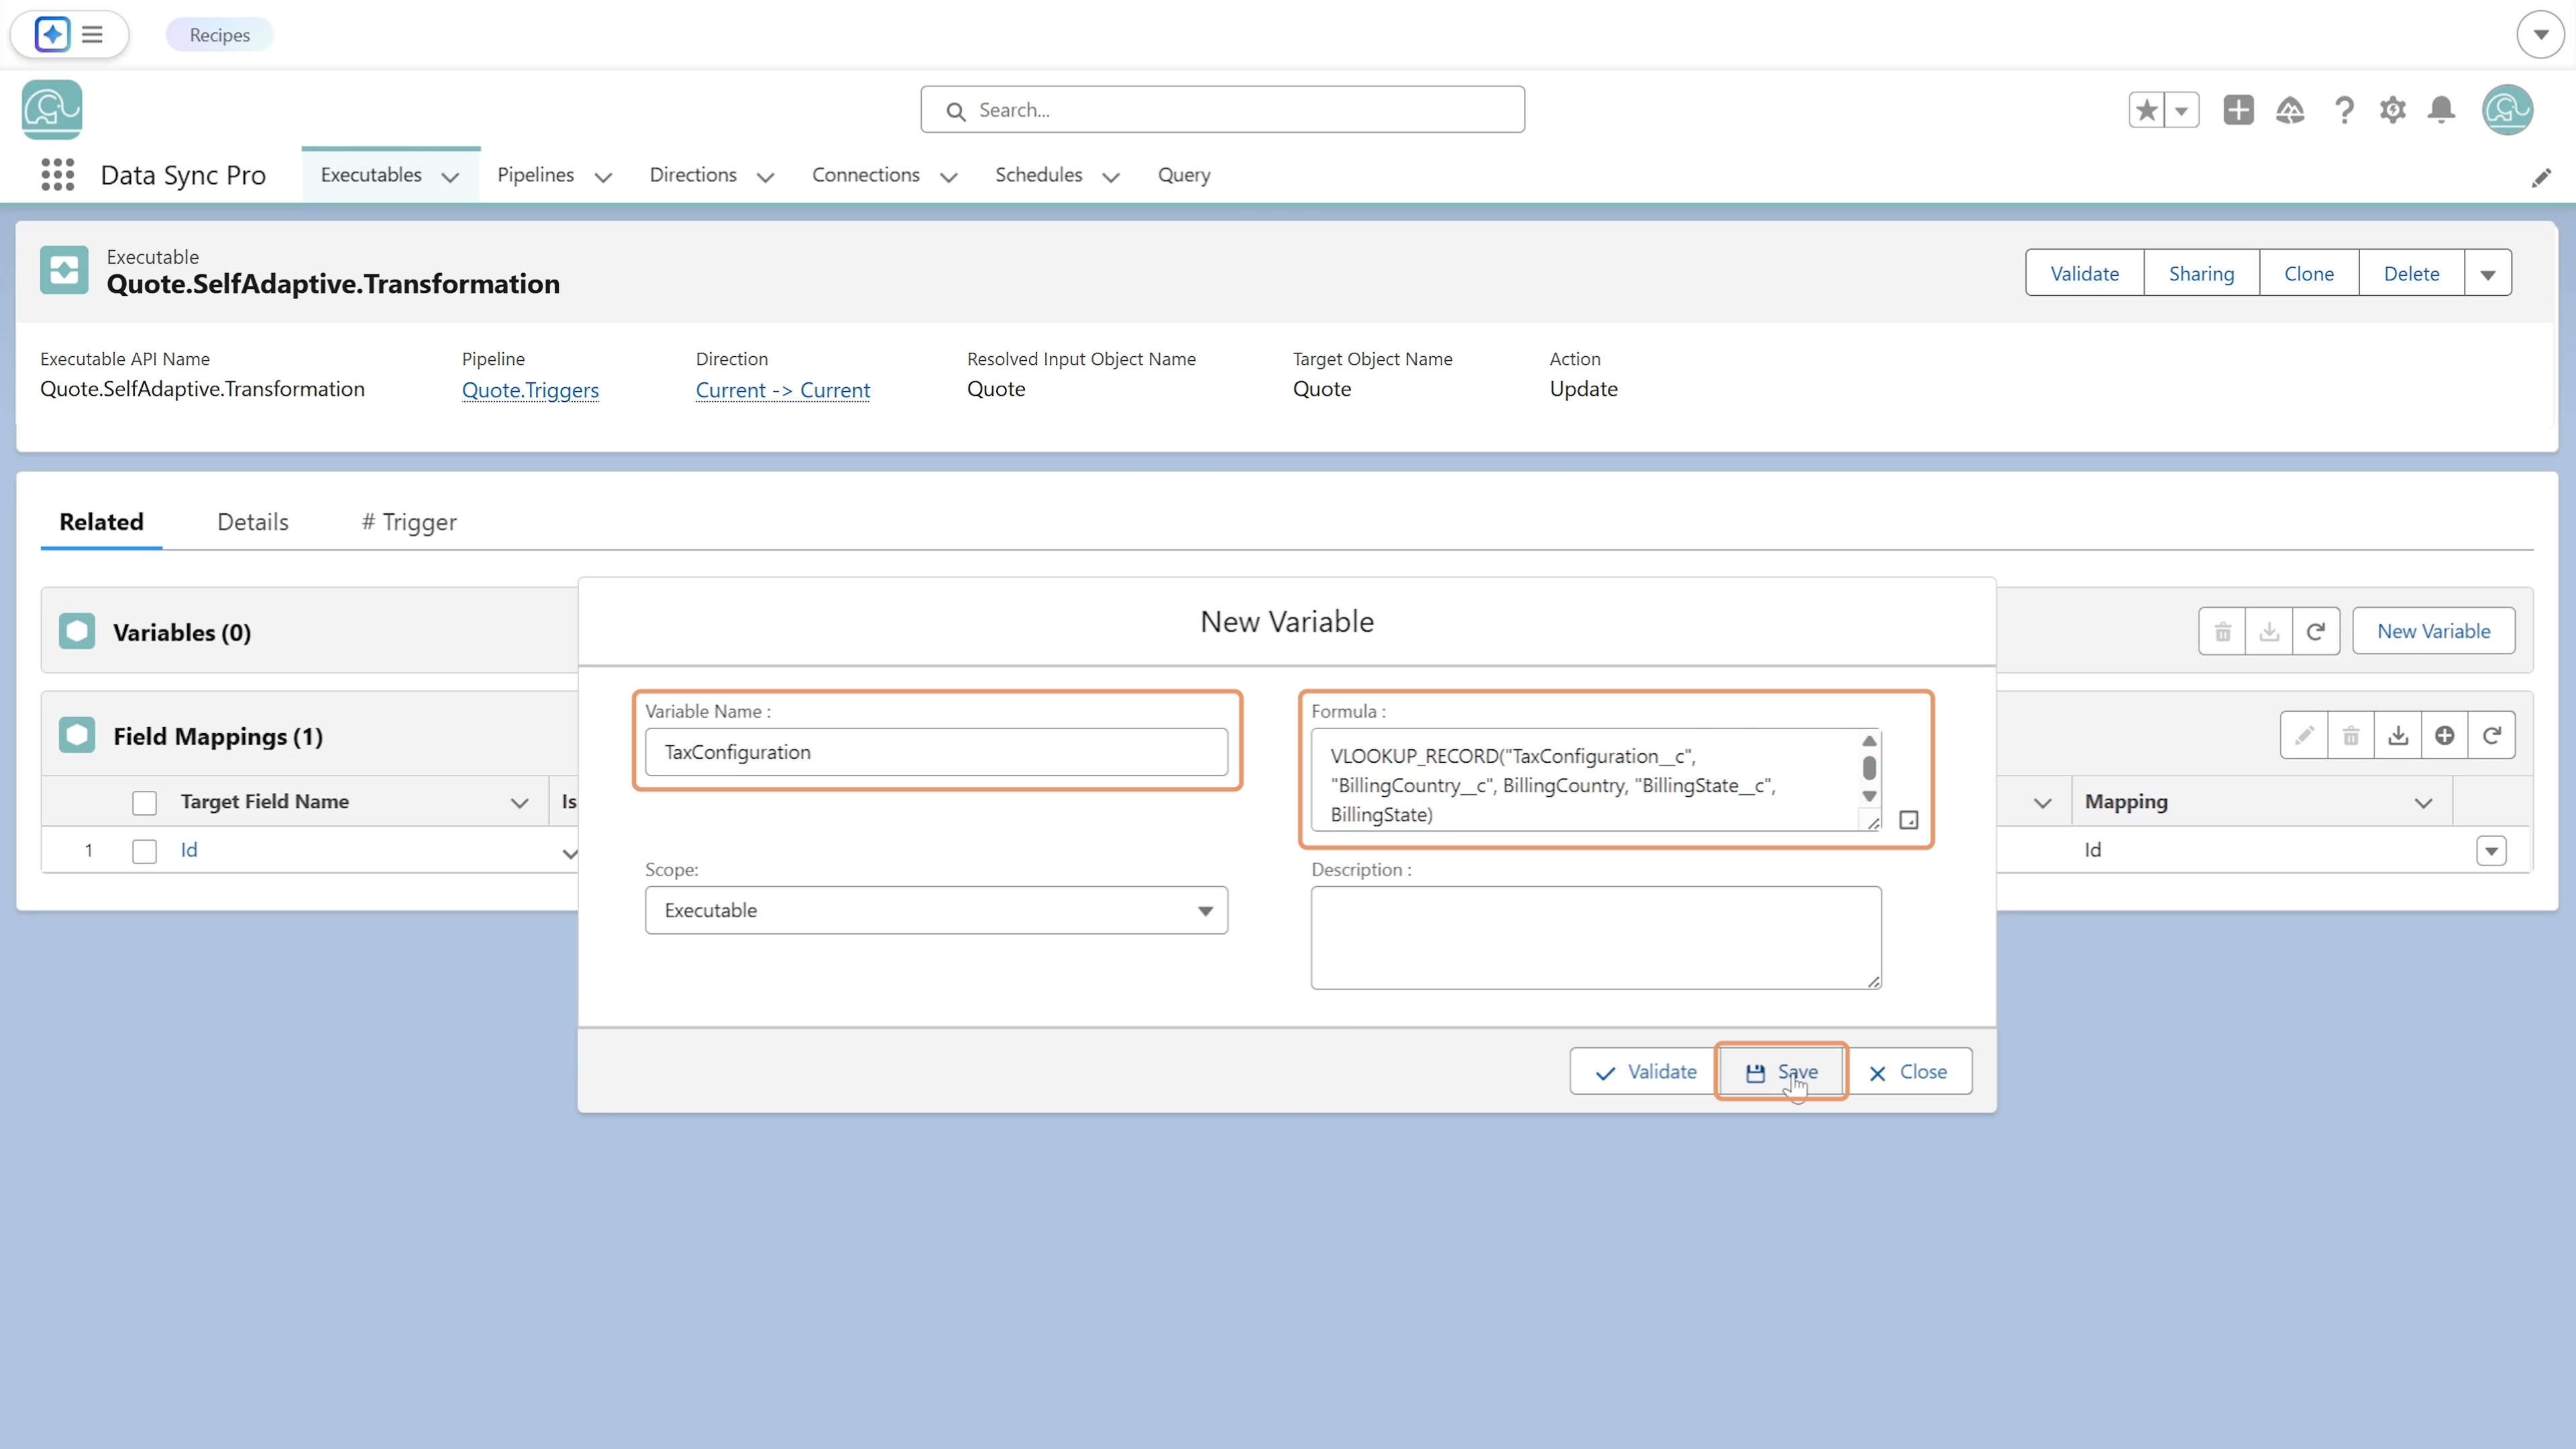 Recipes
Search...
Data Sync Pro
Executables
Pipelines
Directions
Connections
Schedules
Query
Executable
Quote.SelfAdaptive.Transformation
Validate
Sharing
Clone
Delete
Executable API Name
Pipeline
Direction
Resolved Input Object Name
Target Object Name
Action
Quote.SelfAdaptive.Transformation
Quote.Triggers
Current -> Current
Quote
Quote
Update
Related
Details
# Trigger
New Variable
Variables (0)
New Variable
Variable Name :
TaxConfiguration
Formula :
VLOOKUP_RECORD("TaxConfiguration__c",
"BillingCountry__c", BillingCountry, "BillingState__c",
BillingState)
Field Mappings (1)
Target Field Name
Is
Mapping
1
Id
Id
Scope:
Executable
Description :
Validate
Save
Close